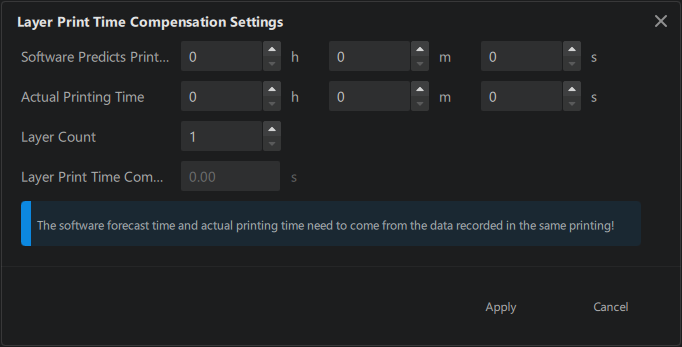 Layer Print Time Compensation Settings
Software Predicts Print... 0 h 0 m 0 s
Actual Printing Time 0 h 0 m 0 s
Layer Count 1
Layer Print Time Com... 0.00 s
The software forecast time and actual printing time need to come from the data recorded in the same printing!
Apply Cancel